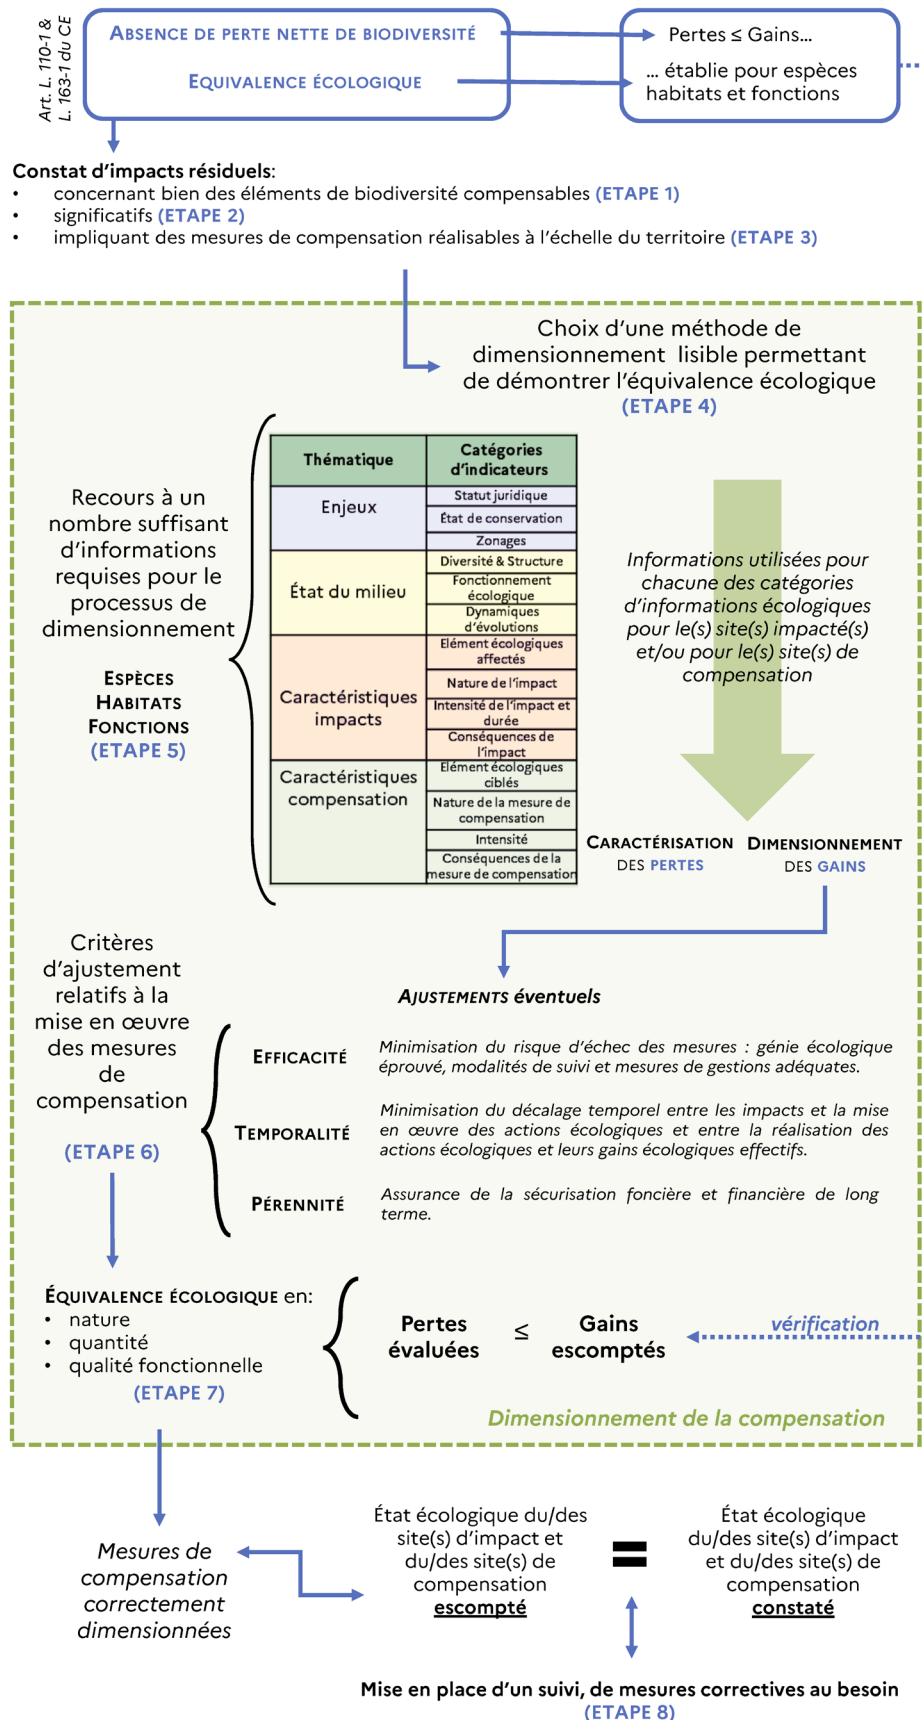 Art. L. 110-1 &
L. 163-1 du CE
ABSENCE DE PERTE NETTE DE BIODIVERSITÉ
EQUIVALENCE ÉCOLOGIQUE
Pertes ≤ Gains…
… établie pour espèces
habitats et fonctions
Constat d'impacts résiduels:
• concernant bien des éléments de biodiversité compensables (ETAPE 1)
• significatifs (ETAPE 2)
• impliquant des mesures de compensation réalisables à l'échelle du territoire (ETAPE 3)
Choix d'une méthode de
dimensionnement lisible permettant
de démontrer l'équivalence écologique
(ETAPE 4)
Recours à un
nombre suffisant
d'informations
requises pour le
processus de
dimensionnement
ESPÈCES
HABITATS
FONCTIONS
(ETAPE 5)
Thématique
Catégories
d'indicateurs
Enjeux
Statut juridique
État de conservation
Zonages
État du milieu
Diversité & Structure
Fonctionnement
écologique
Dynamiques
d'évolutions
Caractéristiques
impacts
Elément écologiques
affectés
Nature de l'impact
Intensité de l'impact et
durée
Conséquences de
l'impact
Caractéristiques
compensation
Elément écologiques
ciblés
Nature de la mesure de
compensation
Intensité
Conséquences de la
mesure de compensation
Informations utilisées pour
chacune des catégories
d'informations écologiques
pour le(s) site(s) impacté(s)
et/ou pour le(s) site(s) de
compensation
CARACTÉRISATION
DES PERTES
DIMENSIONNEMENT
DES GAINS
Critères
d'ajustement
relatifs à la
mise en œuvre
des mesures
de
compensation
(ETAPE 6)
AJUSTEMENTS éventuels
EFFICACITÉ
Minimisation du risque d'échec des mesures : génie écologique
éprouvé, modalités de suivi et mesures de gestions adéquates.
TEMPORALITÉ
Minimisation du décalage temporel entre les impacts et la mise
en œuvre des actions écologiques et entre la réalisation des
actions écologiques et leurs gains écologiques effectifs.
PÉRENNITÉ
Assurance de la sécurisation foncière et financière de long
terme.
ÉQUIVALENCE ÉCOLOGIQUE en:
• nature
• quantité
• qualité fonctionnelle
(ETAPE 7)
Pertes
évaluées
≤
Gains
escomptés
vérification
Dimensionnement de la compensation
Mesures de
compensation
correctement
dimensionnées
État écologique du/des
site(s) d'impact et
du/des site(s) de
compensation
escompté
=
État écologique
du/des site(s) d'impact
et du/des site(s) de
compensation
constaté
Mise en place d'un suivi, de mesures correctives au besoin
(ETAPE 8)